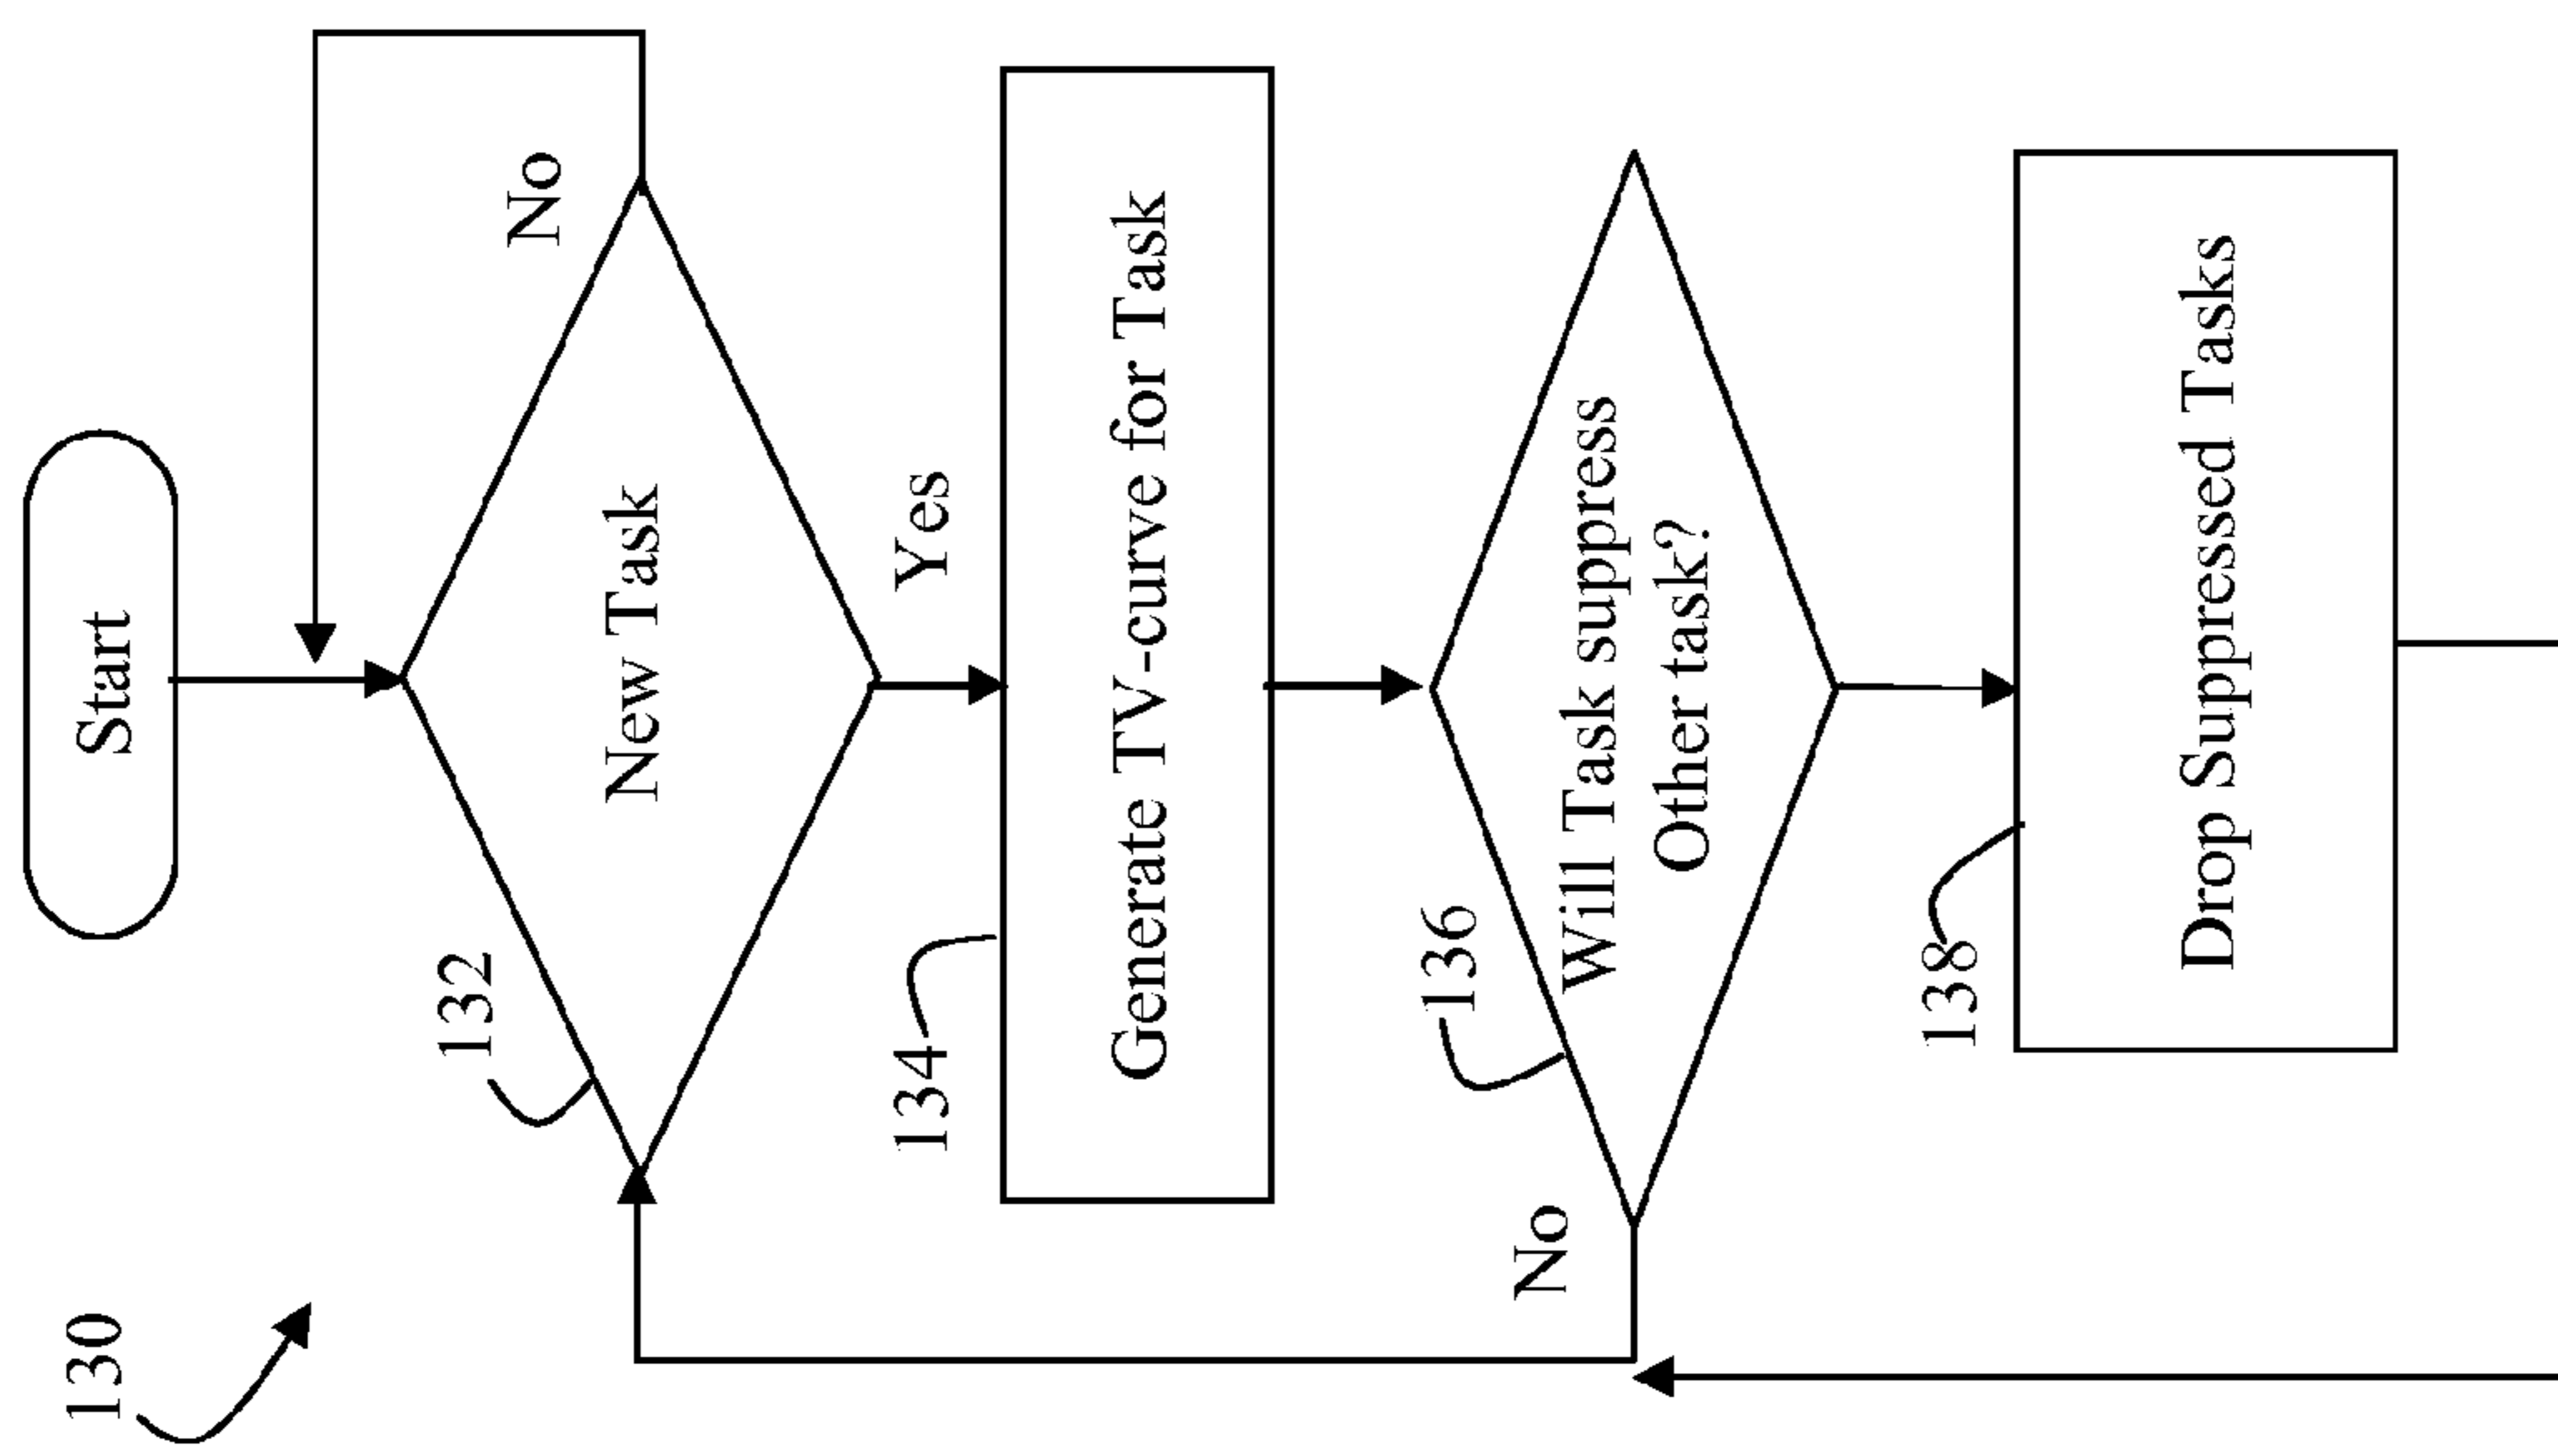 130
Start
No
132
New Task
Yes
134
Generate TV-curve for Task
136
Will Task suppress
Other task?
No
138
Drop Suppressed Tasks